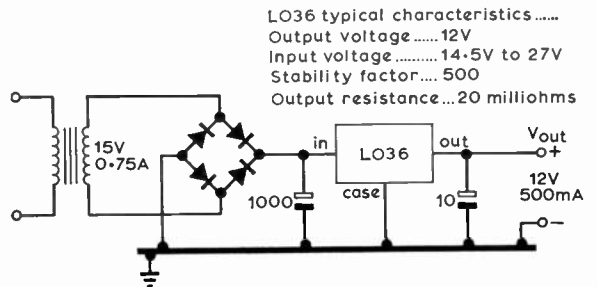 LO36 typical characteristics......
Output voltage...... 12V
Input voltage.......... 14·5V to 27V
Stability factor.... 500
Output resistance... 20 milliohms
15V
0·75A
in
LO36
out
case
1000
10
Vout
+
12V
500mA
−